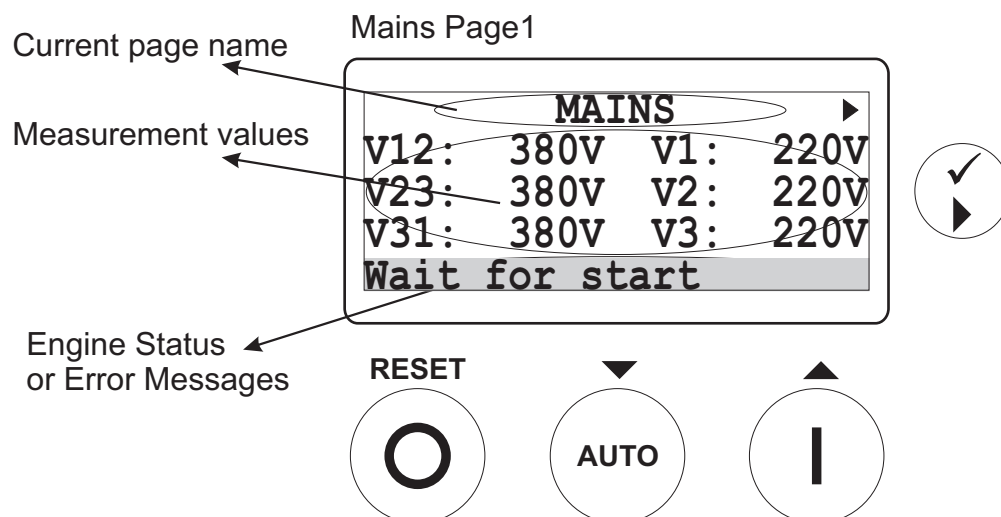 Mains Page1
Current page name
MAINS
Measurement values
V12: 380V V1: 220V
V23: 380V V2: 220V
V31: 380V V3: 220V
Wait for start
Engine Status
or Error Messages
RESET
AUTO